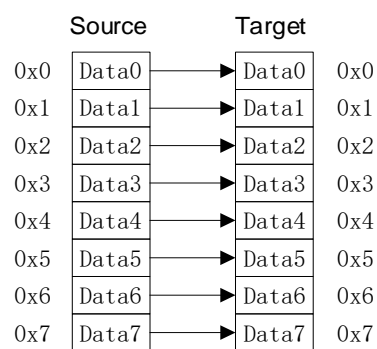 Source Target
0x0 Data0 Data0 0x0
0x1 Data1 Data1 0x1
0x2 Data2 Data2 0x2
0x3 Data3 Data3 0x3
0x4 Data4 Data4 0x4
0x5 Data5 Data5 0x5
0x6 Data6 Data6 0x6
0x7 Data7 Data7 0x7